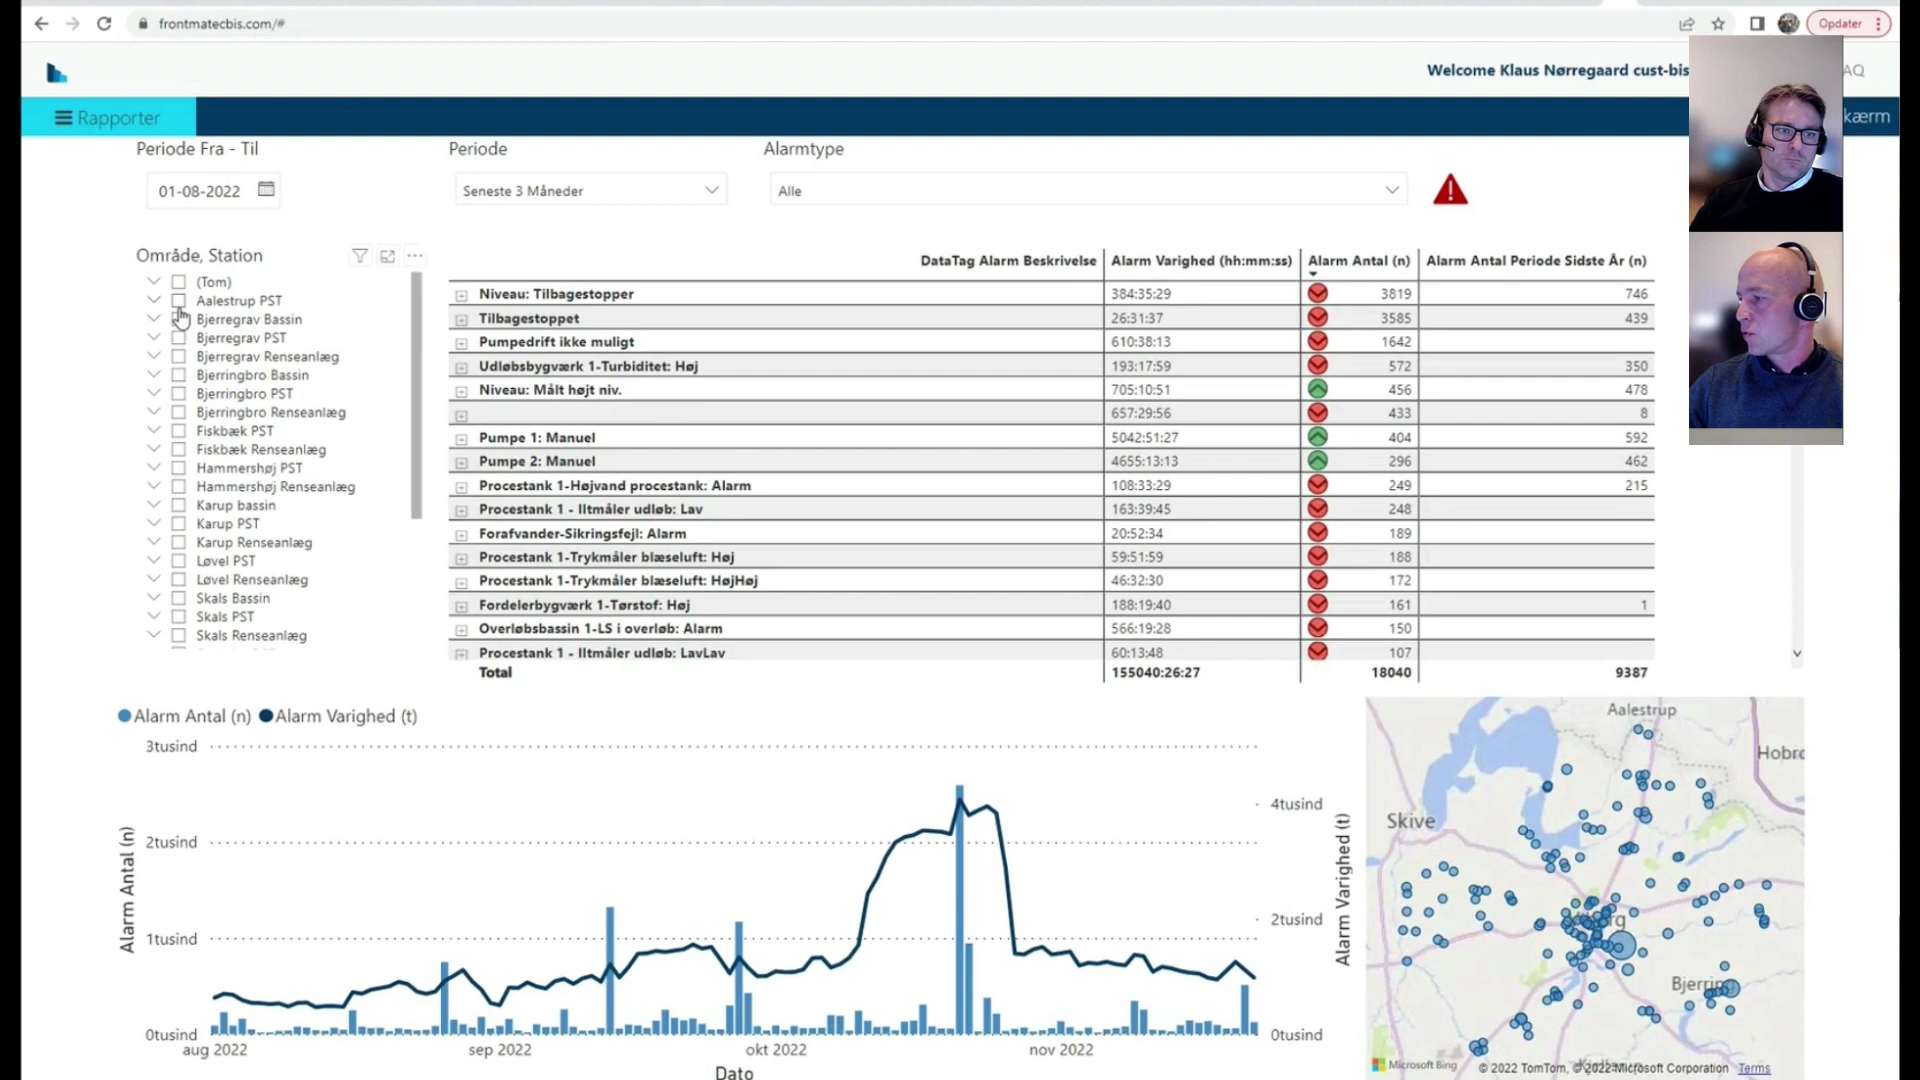 frontmatecbis.com/#
Opdater
Welcome Klaus Nørregaard cust-bis
AQ
Rapporter
kærm
Periode Fra - Til
Periode
Alarmtype
01-08-2022
Seneste 3 Måneder
Alle
Område, Station
(Tom)
Aalestrup PST
Bjerregrav Bassin
Bjerregrav PST
Bjerregrav Renseanlæg
Bjerringbro Bassin
Bjerringbro PST
Bjerringbro Renseanlæg
Fiskbæk PST
Fiskbæk Renseanlæg
Hammershøj PST
Hammershøj Renseanlæg
Karup bassin
Karup PST
Karup Renseanlæg
Løvel PST
Løvel Renseanlæg
Skals Bassin
Skals PST
Skals Renseanlæg
DataTag Alarm Beskrivelse Alarm Varighed (hh:mm:ss) Alarm Antal (n) Alarm Antal Periode Sidste År (n)
Niveau: Tilbagestopper 384:35:29 3819 746
Tilbagestoppet 26:31:37 3585 439
Pumpedrift ikke muligt 610:38:13 1642
Udløbsbygværk 1-Turbiditet: Høj 193:17:59 572 350
Niveau: Målt højt niv. 705:10:51 456 478
657:29:56 433 8
Pumpe 1: Manuel 5042:51:27 404 592
Pumpe 2: Manuel 4655:13:13 296 462
Procestank 1-Højvand procestank: Alarm 108:33:29 249 215
Procestank 1 - Iltmåler udløb: Lav 163:39:45 248
Forafvander-Sikringsfejl: Alarm 20:52:34 189
Procestank 1-Trykmåler blæseluft: Høj 59:51:59 188
Procestank 1-Trykmåler blæseluft: HøjHøj 46:32:30 172
Fordelerbygværk 1-Tørstof: Høj 188:19:40 161 1
Overløbsbassin 1-LS i overløb: Alarm 566:19:28 150
Procestank 1 - Iltmåler udløb: LavLav 60:13:48 107
Total 155040:26:27 18040 9387
Alarm Antal (n) Alarm Varighed (t)
3tusind
2tusind
1tusind
0tusind
Alarm Antal (n)
4tusind
2tusind
0tusind
Alarm Varighed (t)
aug 2022 sep 2022 okt 2022 nov 2022
Dato
Aalestrup
Hobro
Skive
Bjerring
Microsoft Bing
© 2022 TomTom, © 2022 Microsoft Corporation Terms